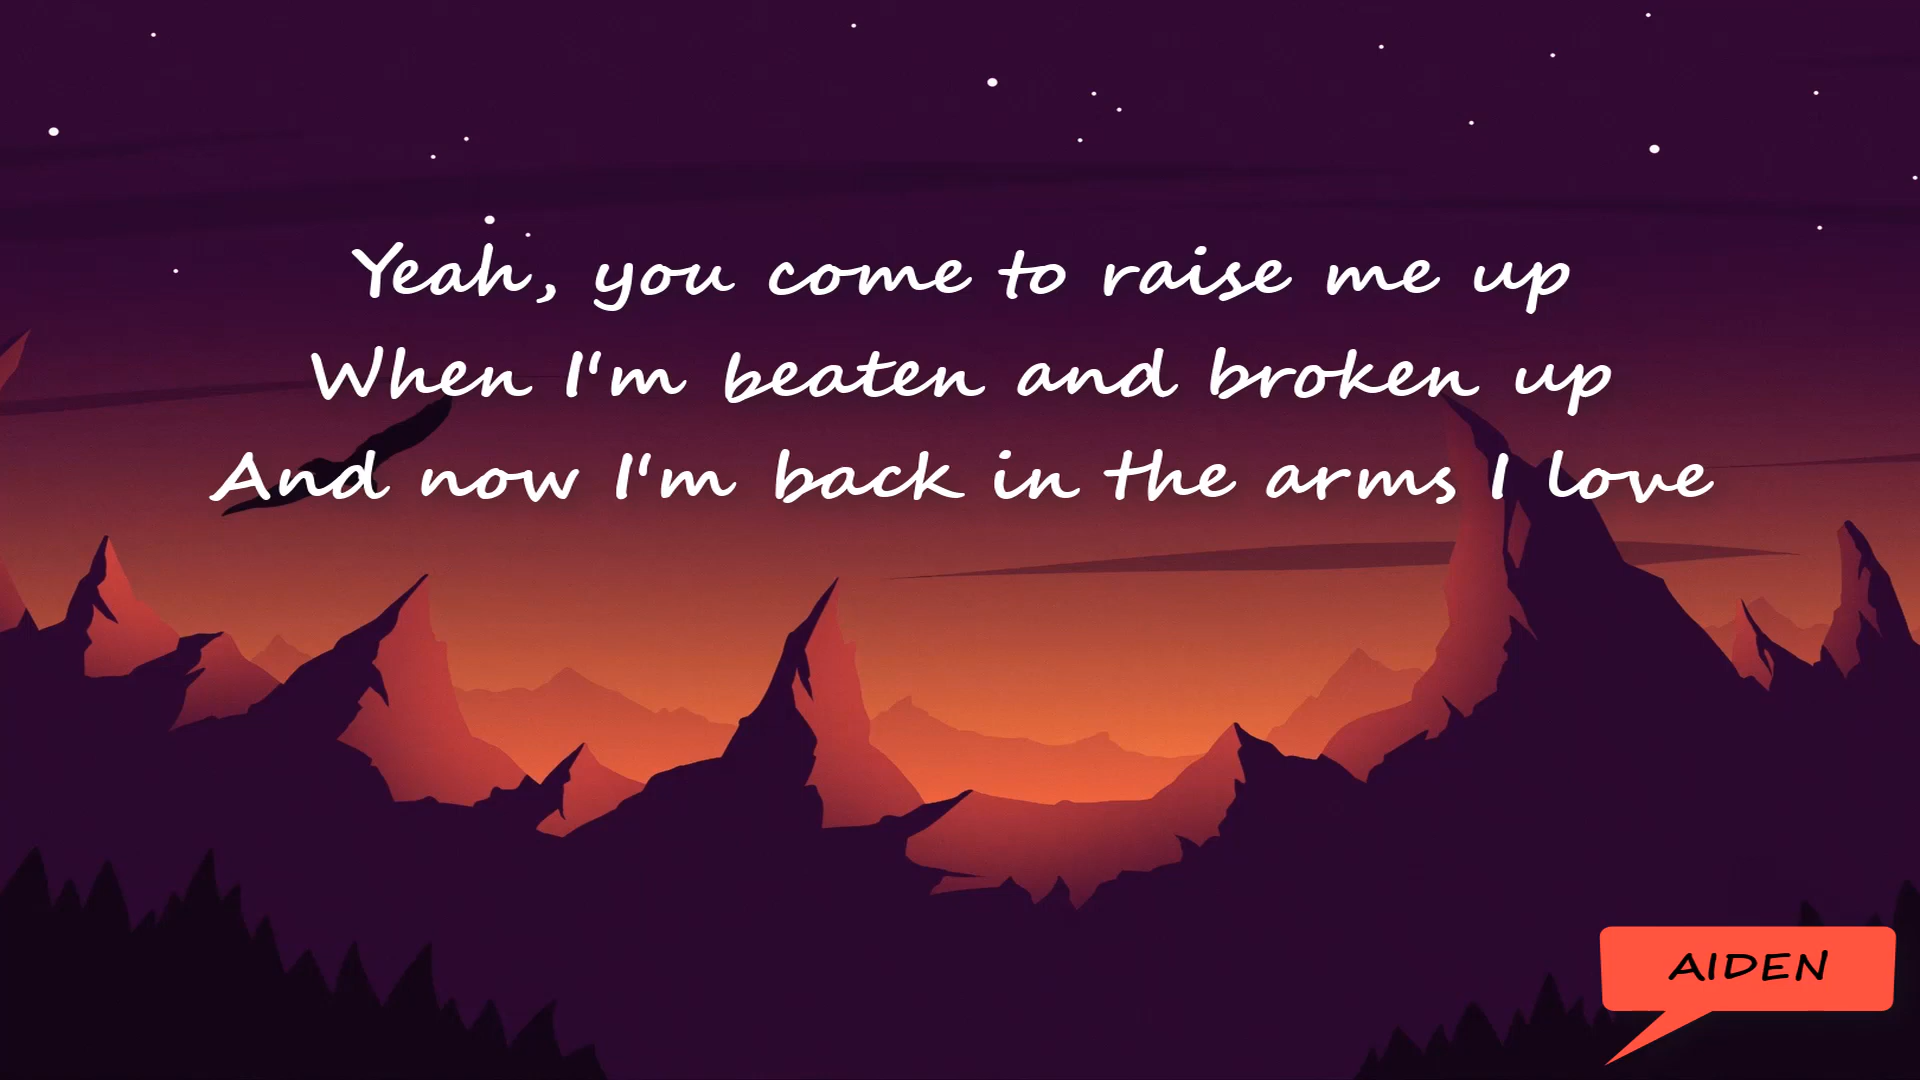 Yeah, you come to raise me up
When I'm beaten and broken up
And now I'm back in the arms I love
AIDEN